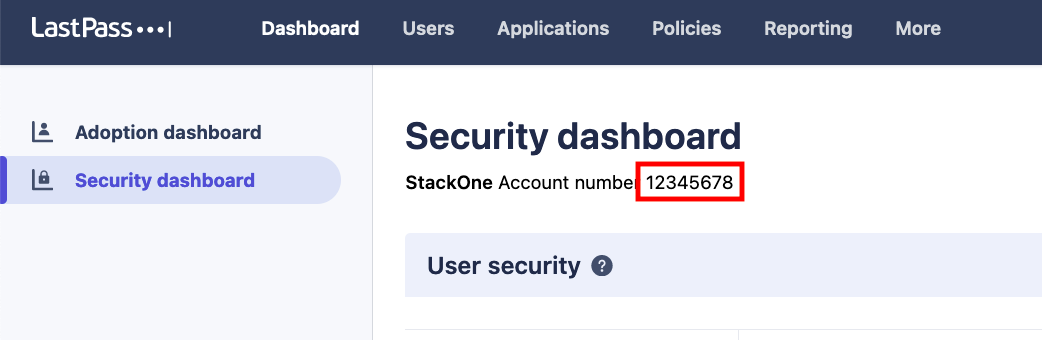 LastPass
Dashboard Users Applications Policies Reporting More
Adoption dashboard
Security dashboard
Security dashboard
StackOne Account number 12345678
User security ?